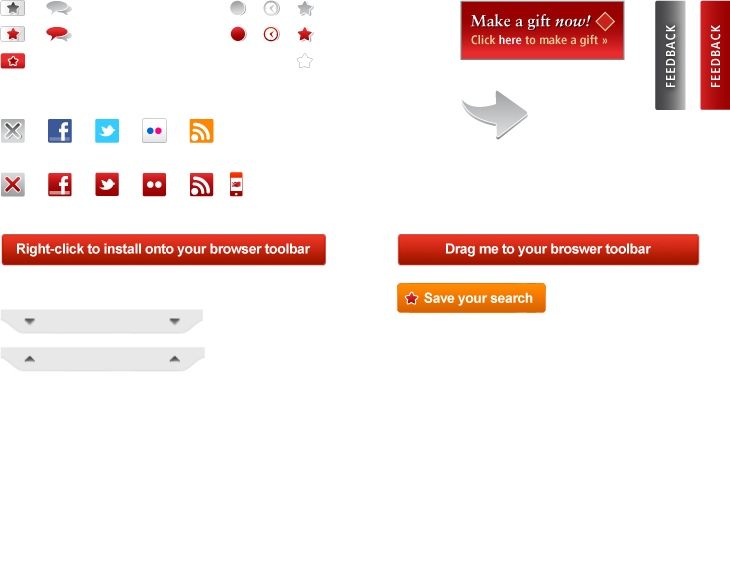 Make a gift now!
Click here to make a gift »
FEEDBACK
FEEDBACK
Right-click to install onto your browser toolbar
Drag me to your broswer toolbar
Save your search